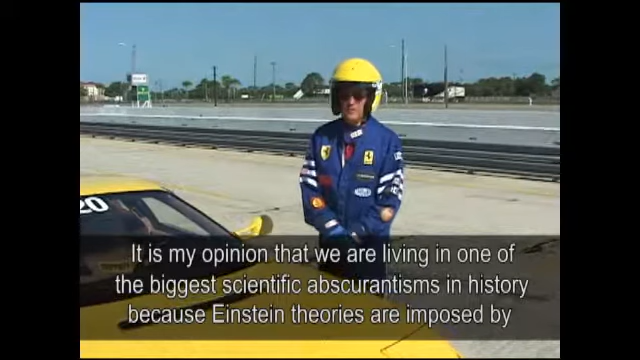 20
It is my opinion that we are living in one of
the biggest scientific abscurantisms in history
because Einstein theories are imposed by